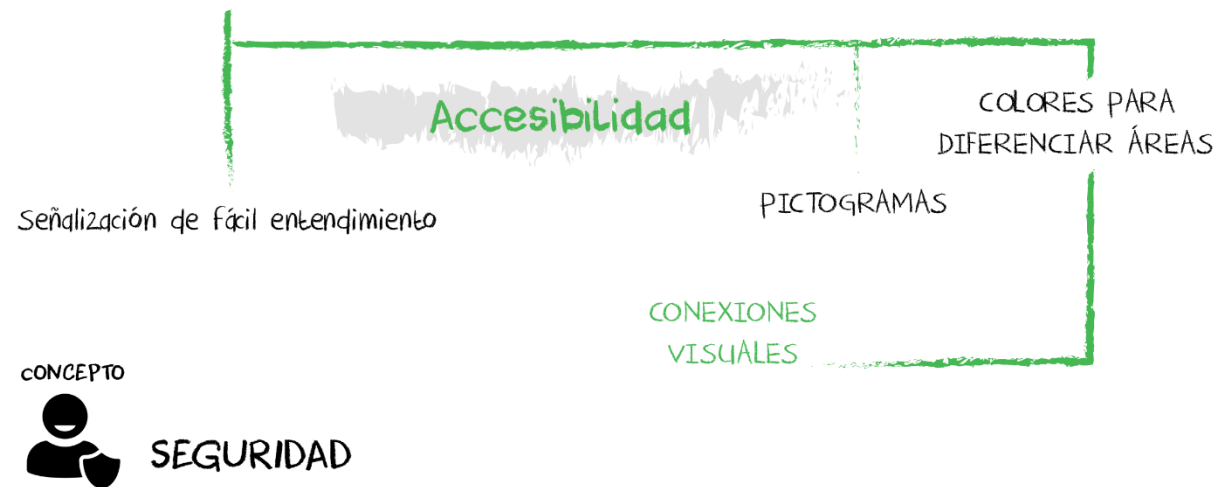 Accesibilidad
COLORES PARA
DIFERENCIAR ÁREAS
Señalización de fácil entendimiento
PICTOGRAMAS
CONEXIONES
VISUALES
CONCEPTO
SEGURIDAD